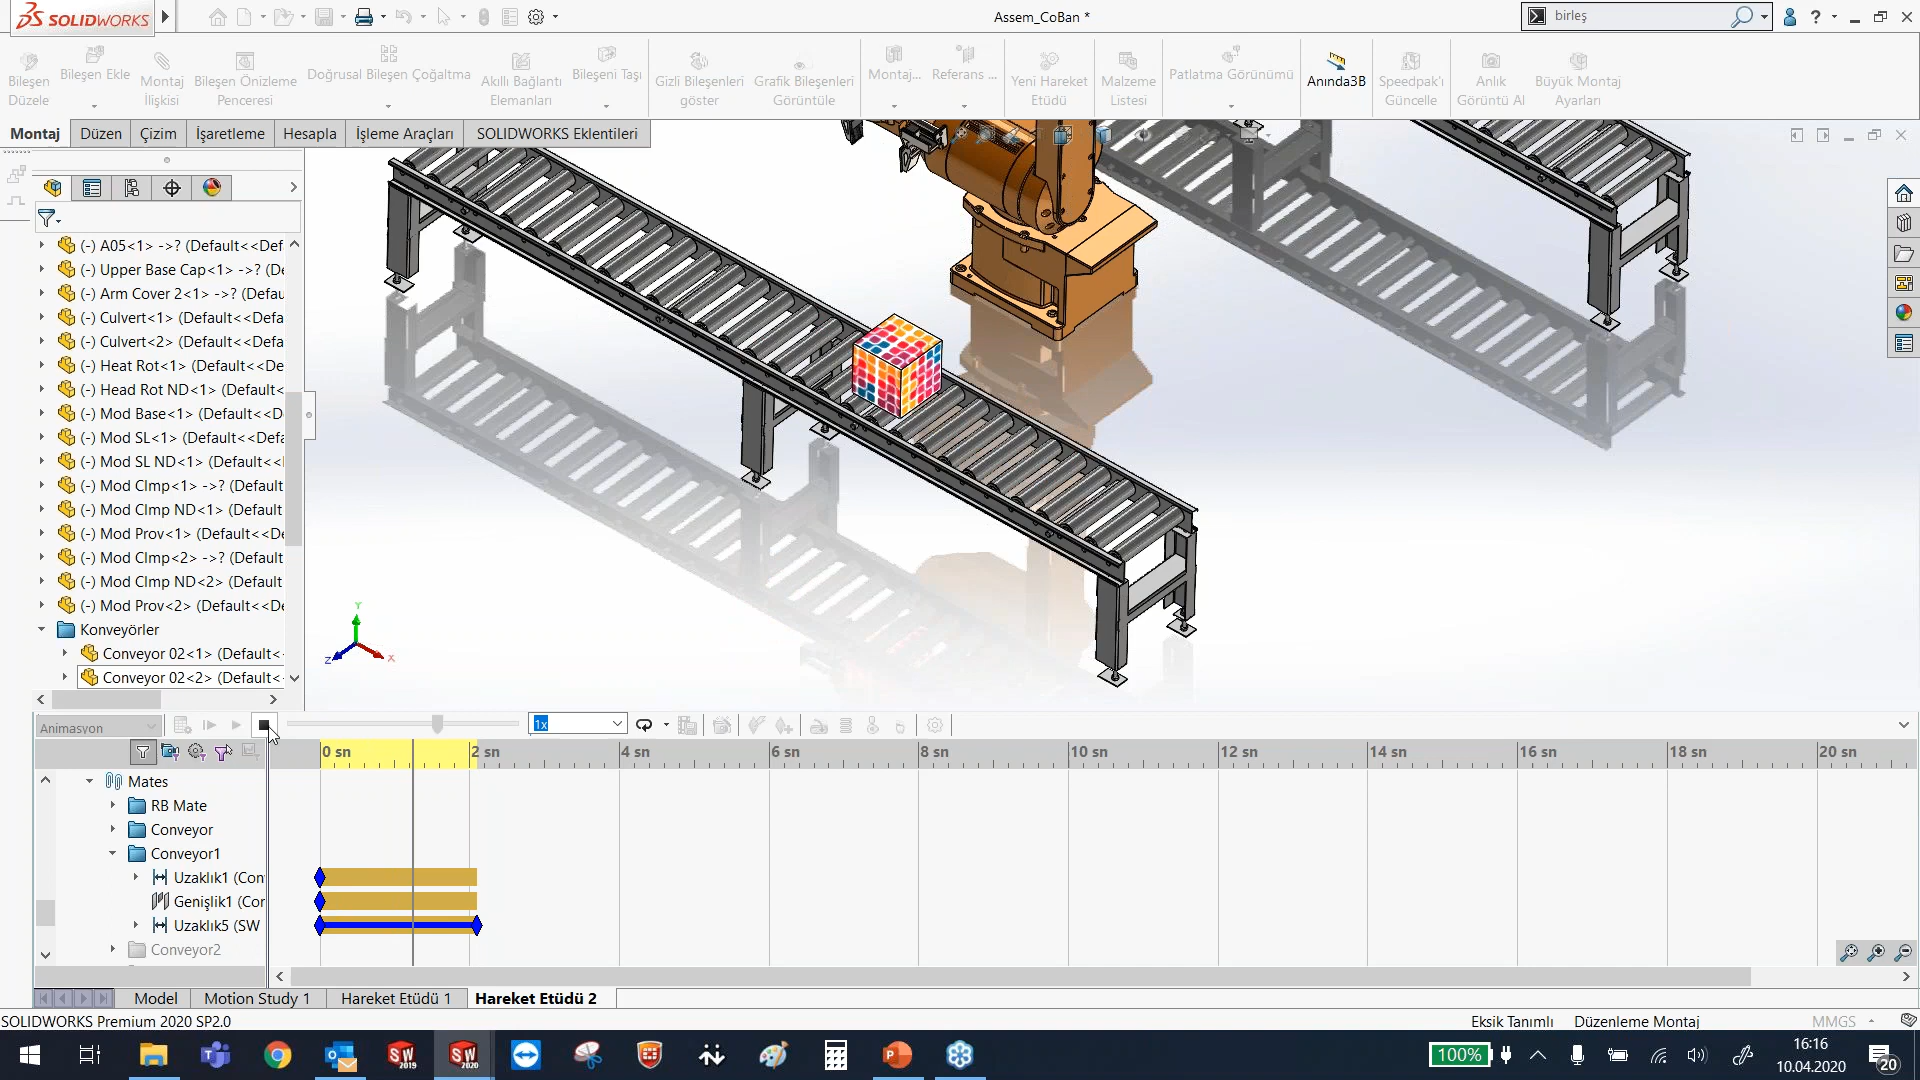 SOLIDWORKS
Assem_CoBan *
birleş
Bileşen Düzele
Bileşen Ekle
Montaj İlişkisi
Bileşen Önizleme Penceresi
Doğrusal Bileşen Çoğaltma
Akıllı Bağlantı Elemanları
Bileşeni Taşı
Gizli Bileşenleri göster
Grafik Bileşenleri Görüntüle
Montaj...
Referans ...
Yeni Hareket Etüdü
Malzeme Listesi
Patlatma Görünümü
Anında3B
Speedpak'ı Güncelle
Anlık Görüntü Al
Büyük Montaj Ayarları
Montaj
Düzen
Çizim
İşaretleme
Hesapla
İşleme Araçları
SOLIDWORKS Eklentileri
(-) A05<1> ->? (Default<<Def
(-) Upper Base Cap<1> ->? (De
(-) Arm Cover 2<1> ->? (Defau
(-) Culvert<1> (Default<<Defa
(-) Culvert<2> (Default<<Defa
(-) Heat Rot<1> (Default<<De
(-) Head Rot ND<1> (Default<
(-) Mod Base<1> (Default<<D
(-) Mod SL<1> (Default<<Defa
(-) Mod SL ND<1> (Default<<
(-) Mod Clmp<1> ->? (Default
(-) Mod Clmp ND<1> (Default
(-) Mod Prov<1> (Default<<De
(-) Mod Clmp<2> ->? (Default
(-) Mod Clmp ND<2> (Default
(-) Mod Prov<2> (Default<<De
Konveyörler
Conveyor 02<1> (Default<
Conveyor 02<2> (Default<
Y
Z
X
Animasyon
1x
0 sn
2 sn
4 sn
6 sn
8 sn
10 sn
12 sn
14 sn
16 sn
18 sn
20 sn
Mates
RB Mate
Conveyor
Conveyor1
Uzaklık1 (Con
Genişlik1 (Cor
Uzaklık5 (SW
Conveyor2
Model
Motion Study 1
Hareket Etüdü 1
Hareket Etüdü 2
SOLIDWORKS Premium 2020 SP2.0
Eksik Tanımlı
Düzenleme Montaj
MMGS
SW 2019
SW 2020
100%
16:16
10.04.2020
20